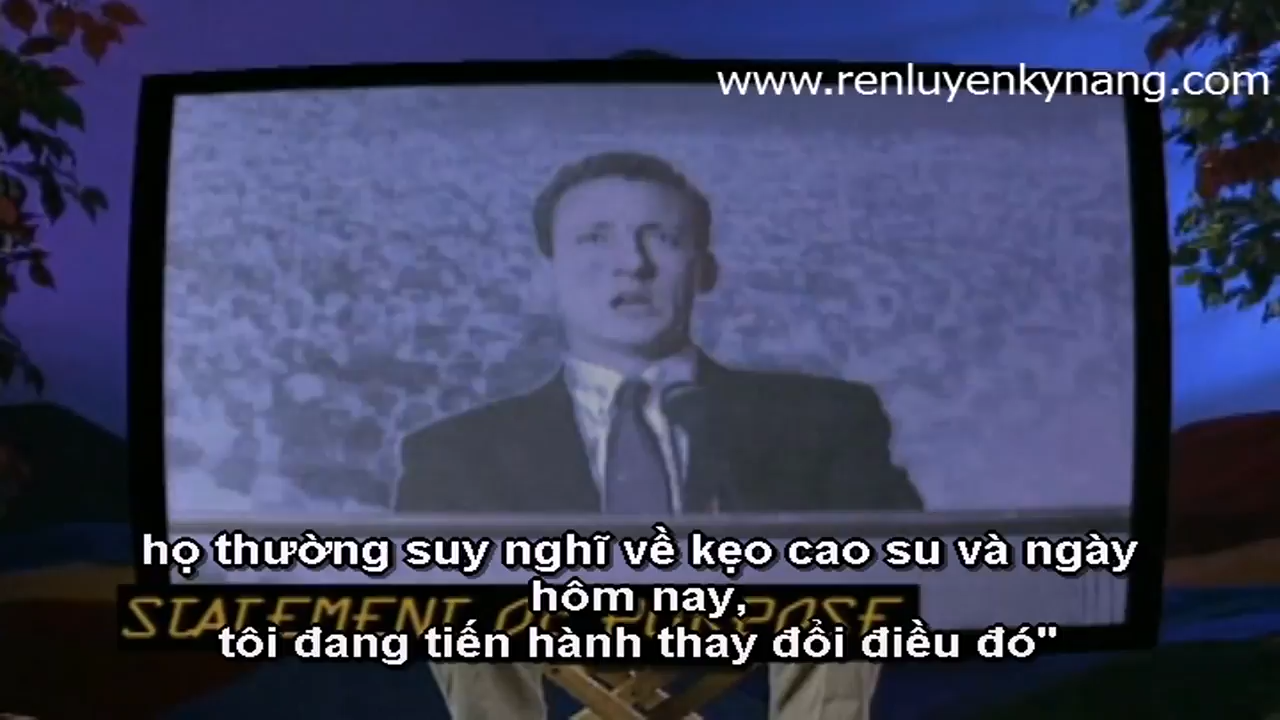 www.renluyenkynang.com
họ thường suy nghĩ về kẹo cao su và ngày
hôm nay,
STATEMENT OF PURPOSE
tôi đang tiến hành thay đổi điều đó"